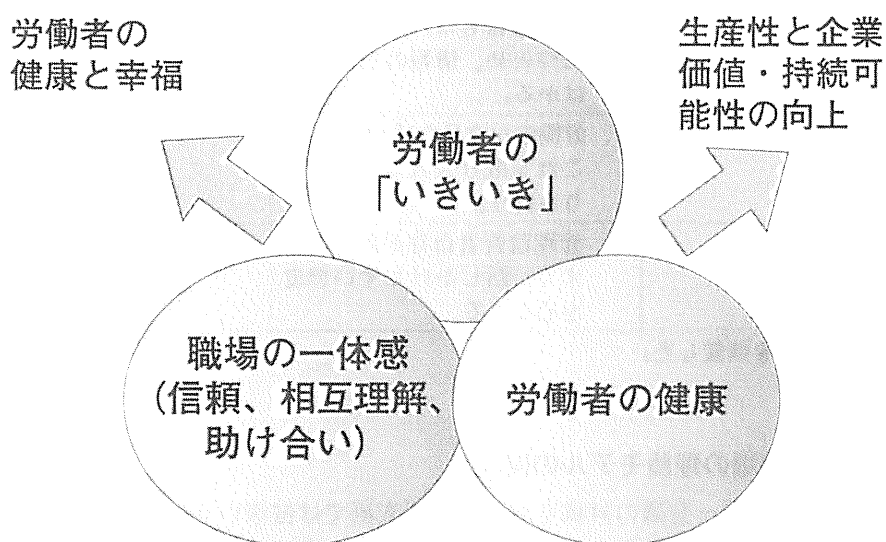 労働者の
健康と幸福
生産性と企業
価値・持続可
能性の向上
労働者の
「いきいき」
職場の一体感
(信頼、相互理解、
助け合い)
労働者の健康